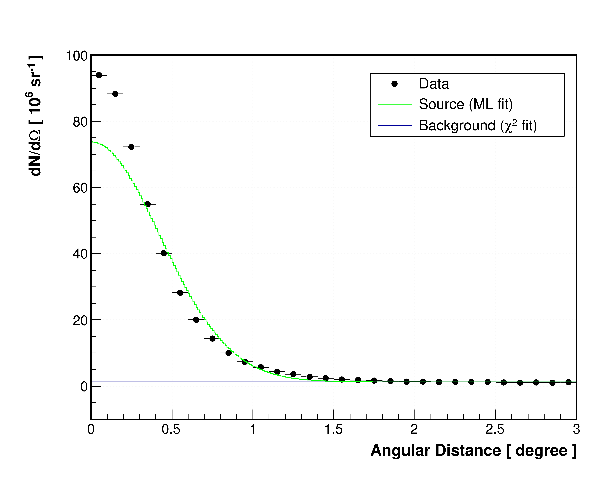 dN/dΩ [ 10⁶ sr⁻¹ ]
100
80
60
40
20
0
Data
Source (ML fit)
Background (χ² fit)
0 0.5 1 1.5 2 2.5 3
Angular Distance [ degree ]